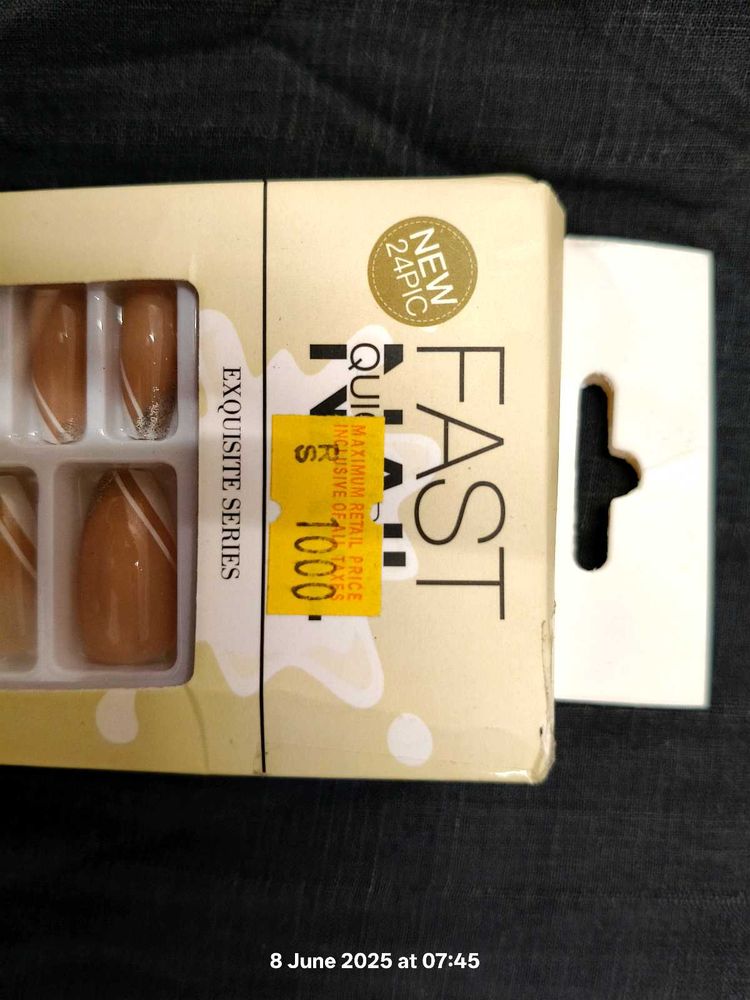 NEW
24PIC
FAST
NAIL
EXQUISITE SERIES
MAXIMUM RETAIL PRICE
INCLUSIVE OF ALL TAXES
RS 1000
8 June 2025 at 07:45